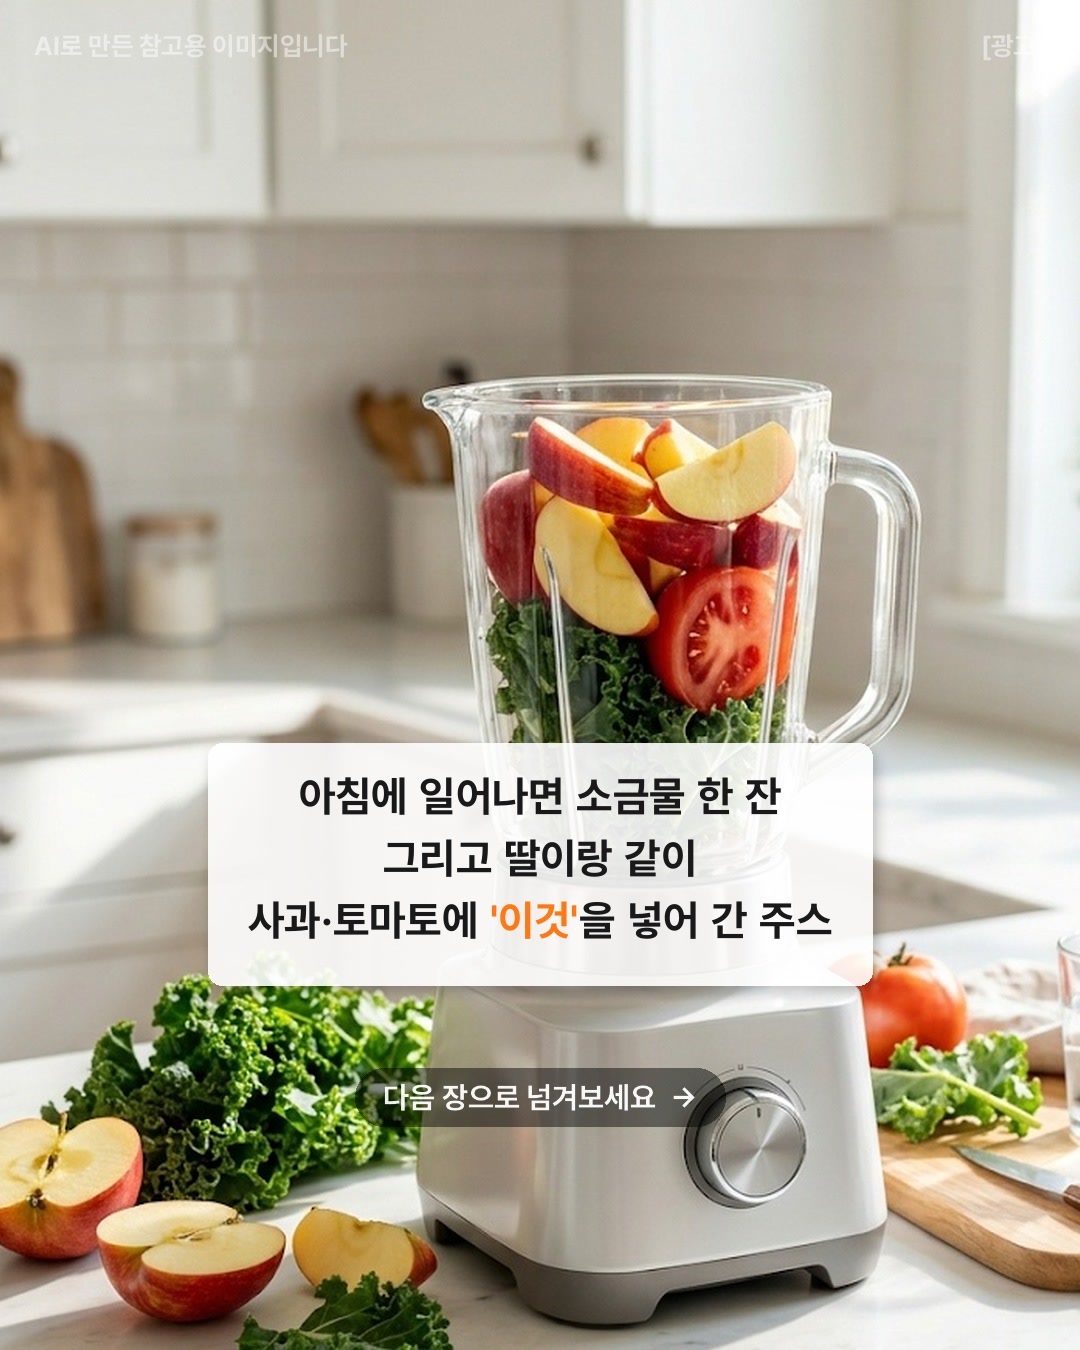 AI로 만든 참고용 이미지입니다
[광고
아침에 일어나면 소금물 한 잔
그리고 딸이랑 같이
사과·토마토에 '이것'을 넣어 간 주스
다음 장으로 넘겨보세요 →